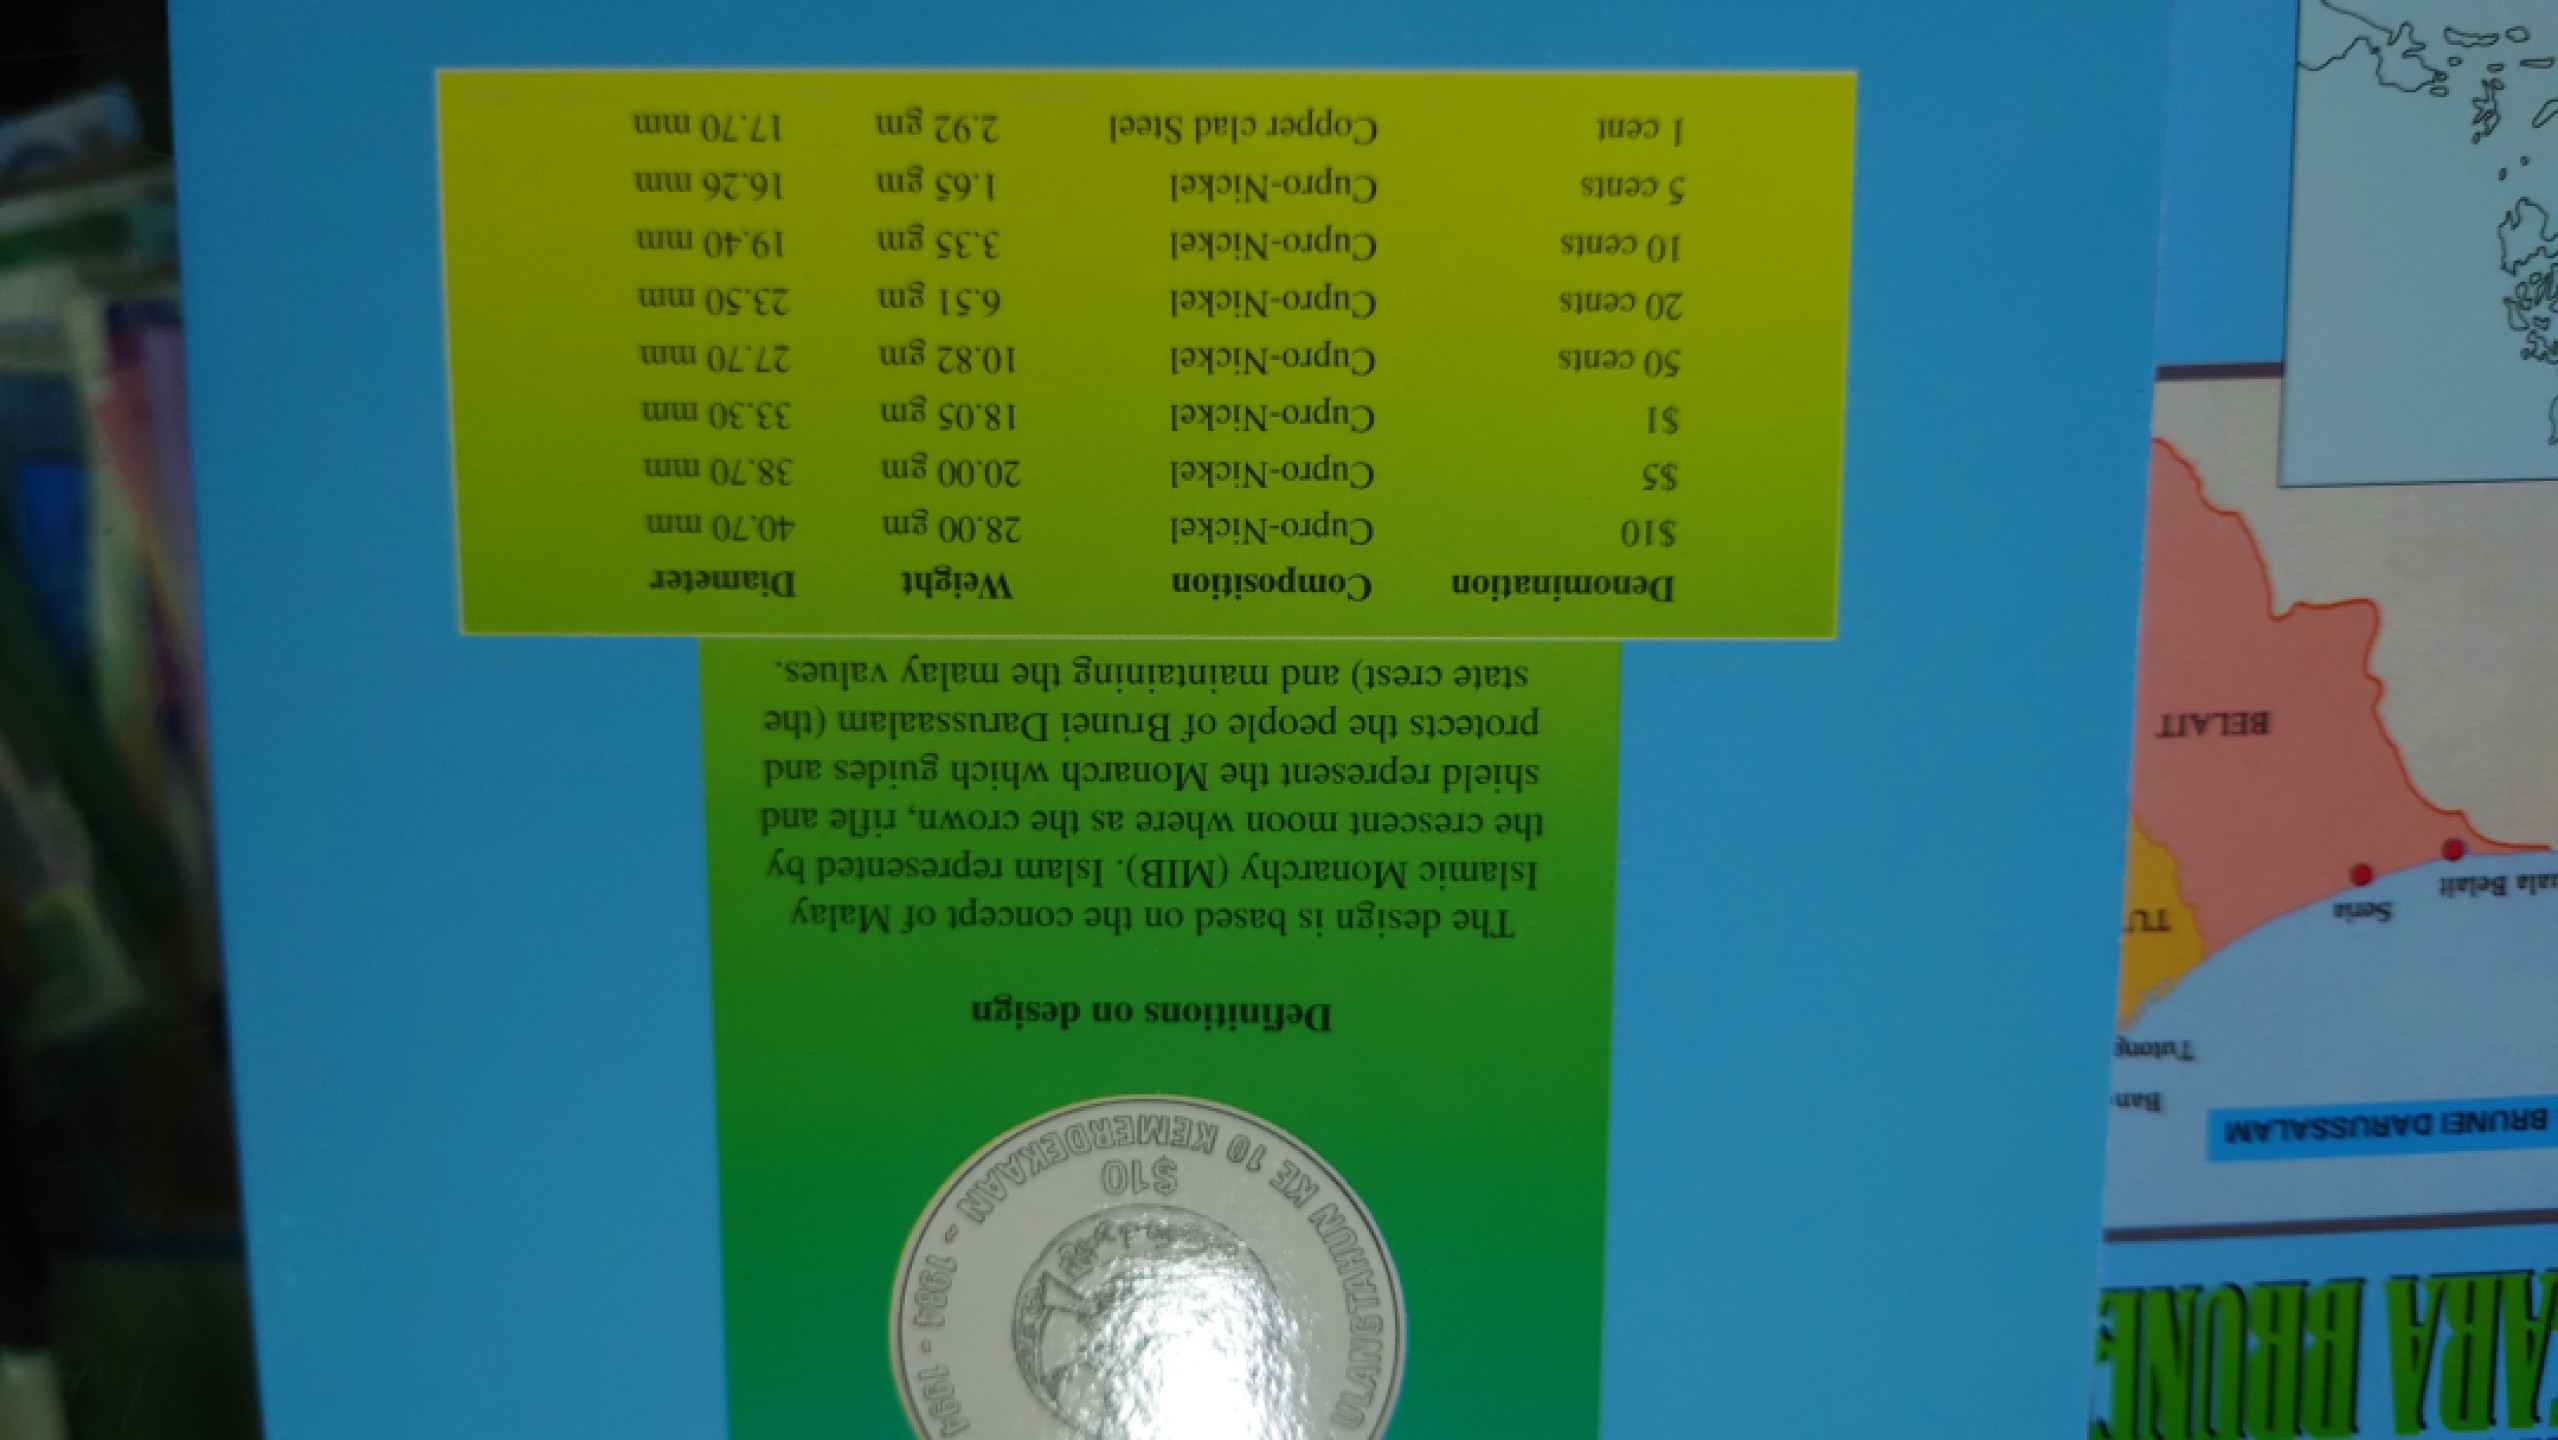 ULANGTAHUN KE 10 KEMERDEKAAN - 1984 - 1994
$10
Definitions on design
The design is based on the concept of Malay
Islamic Monarchy (MIB). Islam represented by
the crescent moon where as the crown, rifle and
shield represent the Monarch which guides and
protects the people of Brunei Darussaalam (the
state crest) and maintaining the malay values.
Denomination Composition Weight Diameter
$10 Cupro-Nickel 28.00 gm 40.70 mm
$5 Cupro-Nickel 20.00 gm 38.70 mm
$1 Cupro-Nickel 18.05 gm 33.30 mm
50 cents Cupro-Nickel 10.82 gm 27.70 mm
20 cents Cupro-Nickel 6.51 gm 23.50 mm
10 cents Cupro-Nickel 3.35 gm 19.40 mm
5 cents Cupro-Nickel 1.65 gm 16.26 mm
1 cent Copper clad Steel 2.92 gm 17.70 mm
ARA BRUNE
BRUNEI DARUSSALAM
Ban
Tutong
TU
Seria
uala Belait
BELAIT